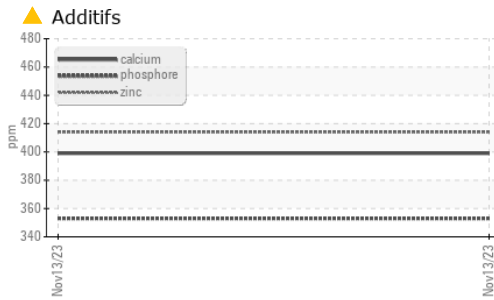 Additifs
480
460
440
420
400
380
360
340
ppm
calcium
phosphore
zinc
Nov13/23
Nov13/23